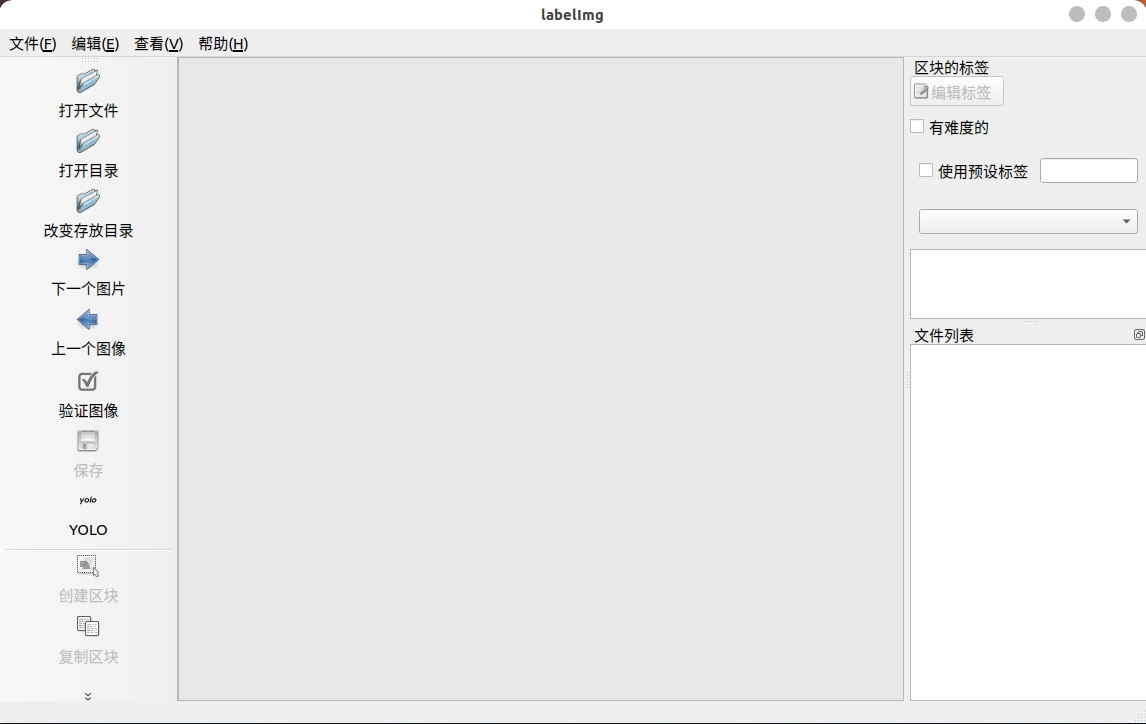 labelImg
文件(F) 编辑(E) 查看(V) 帮助(H)
打开文件
打开目录
改变存放目录
下一个图片
上一个图像
验证图像
保存
yolo
YOLO
创建区块
复制区块
区块的标签
编辑标签
有难度的
使用预设标签
文件列表